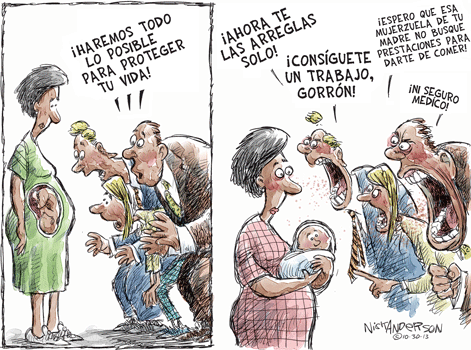 ¡HAREMOS TODO
LO POSIBLE
PARA PROTEGER
TU VIDA!
¡AHORA TE
LAS ARREGLAS
SOLO!
¡CONSÍGUETE
UN TRABAJO,
GORRÓN!
¡ESPERO QUE ESA
MUJERZUELA DE TU
MADRE NO BUSQUE
PRESTACIONES PARA
DARTE DE COMER!
¡NI SEGURO
MEDICO!
NICK ANDERSON
©10·30·13